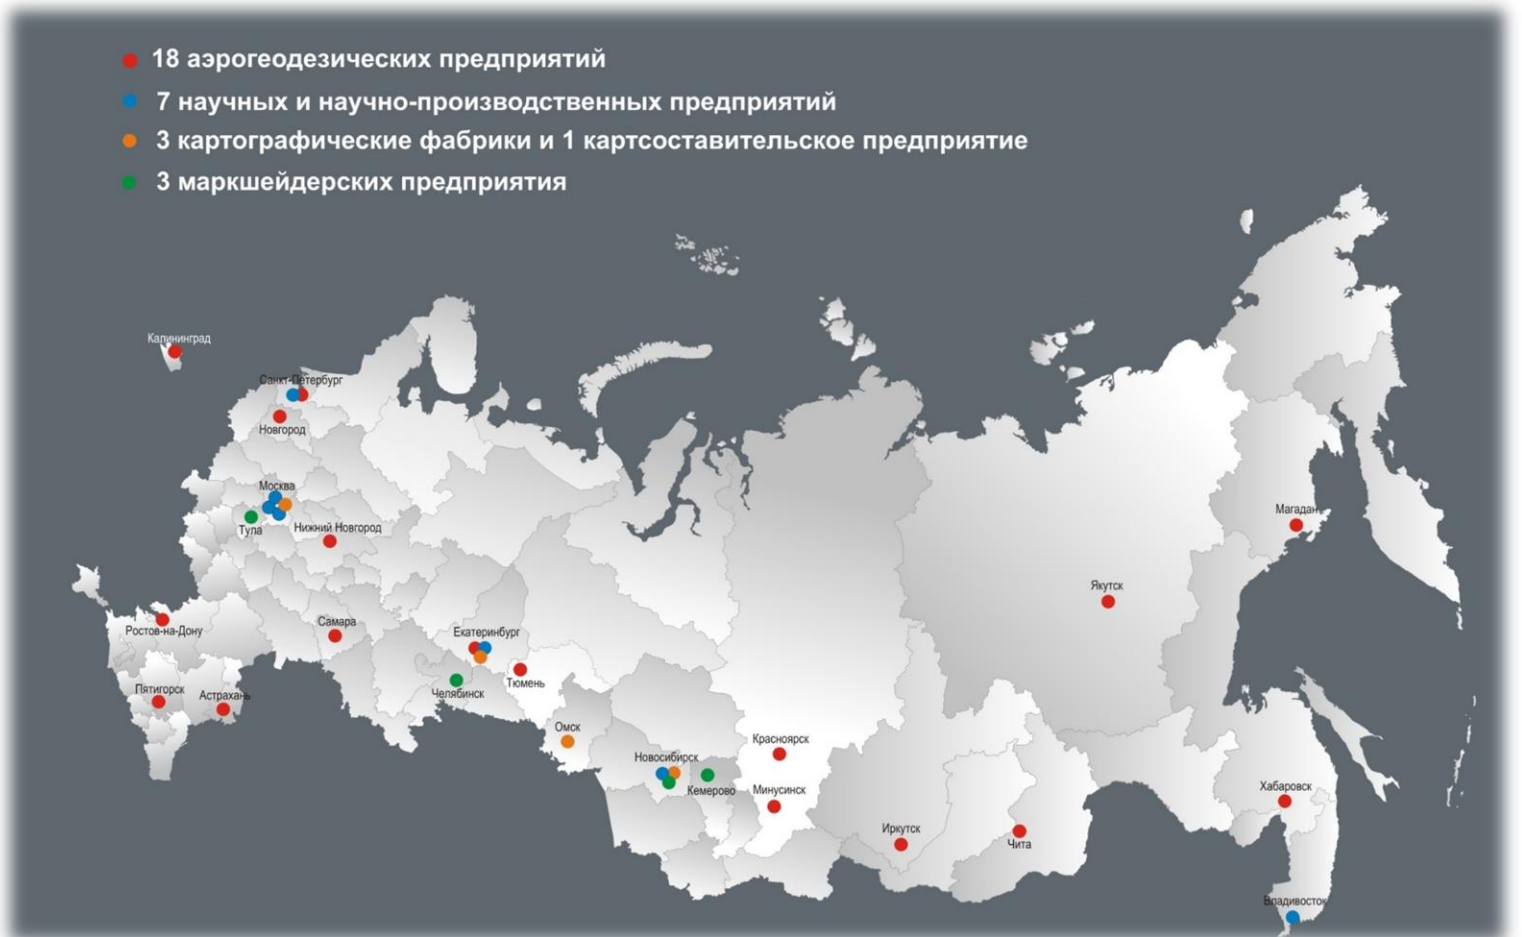 18 аэрогеодезических предприятий
7 научных и научно-производственных предприятий
3 картографические фабрики и 1 картсоставительское предприятие
3 маркшейдерских предприятия
Калининград
Санкт-Петербург
Новгород
Москва
Тула
Нижний Новгород
Магадан
Якутск
Ростов-на-Дону
Самара
Екатеринбург
Тюмень
Челябинск
Пятигорск
Астрахань
Омск
Красноярск
Новосибирск
Кемерово
Минусинск
Хабаровск
Иркутск
Чита
Владивосток